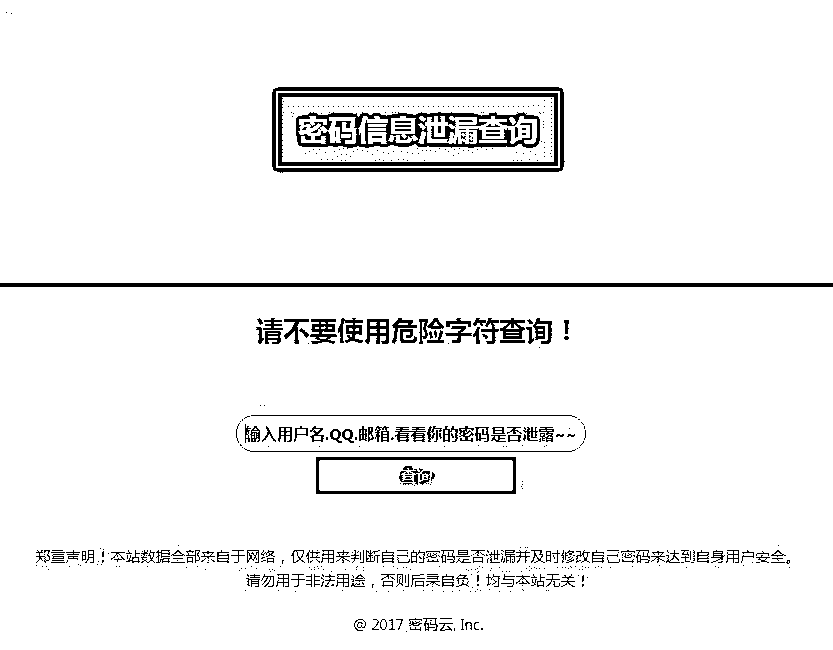 密码信息泄漏查询
请不要使用危险字符查询！
输入用户名.QQ.邮箱.看看你的密码是否泄露~~
查询
郑重声明！本站数据全部来自于网络，仅供用来判断自己的密码是否泄漏并及时修改自己密码来达到自身用户安全。
请勿用于非法用途，否则后果自负！均与本站无关！
@ 2017 密码云, Inc.